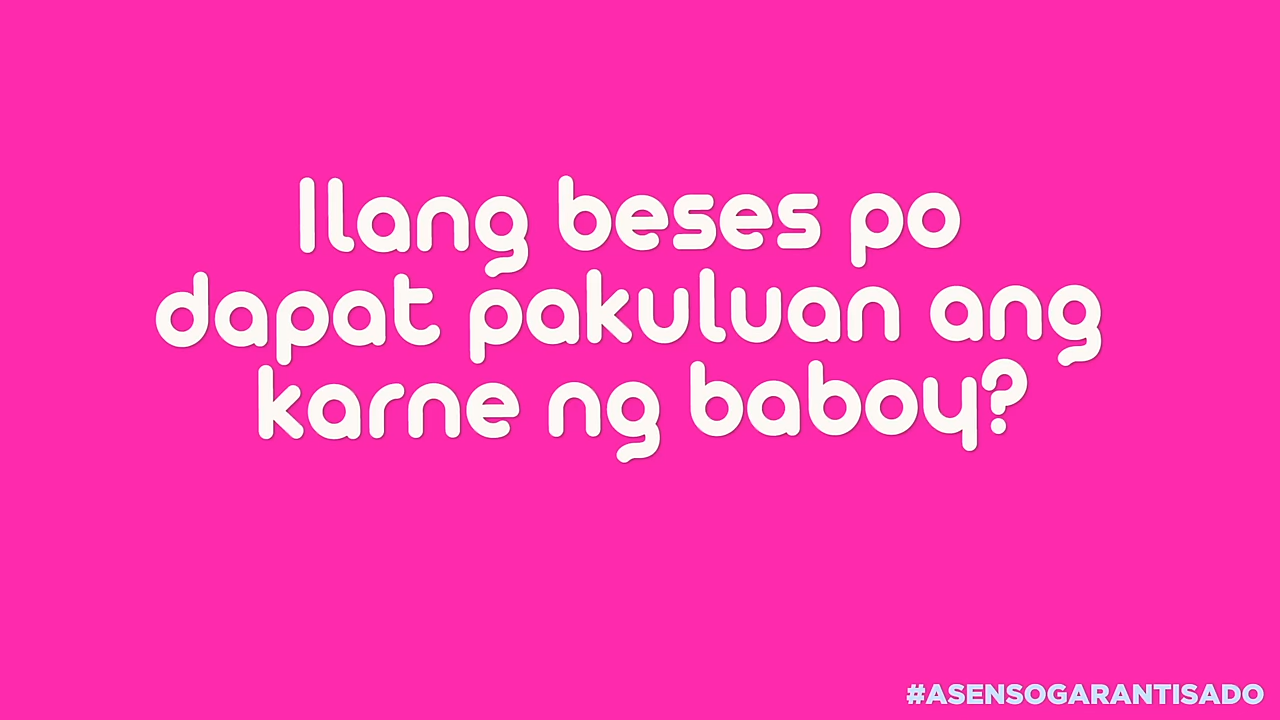 Ilang beses po
dapat pakuluan ang
karne ng baboy?
#ASENSOGARANTISADO